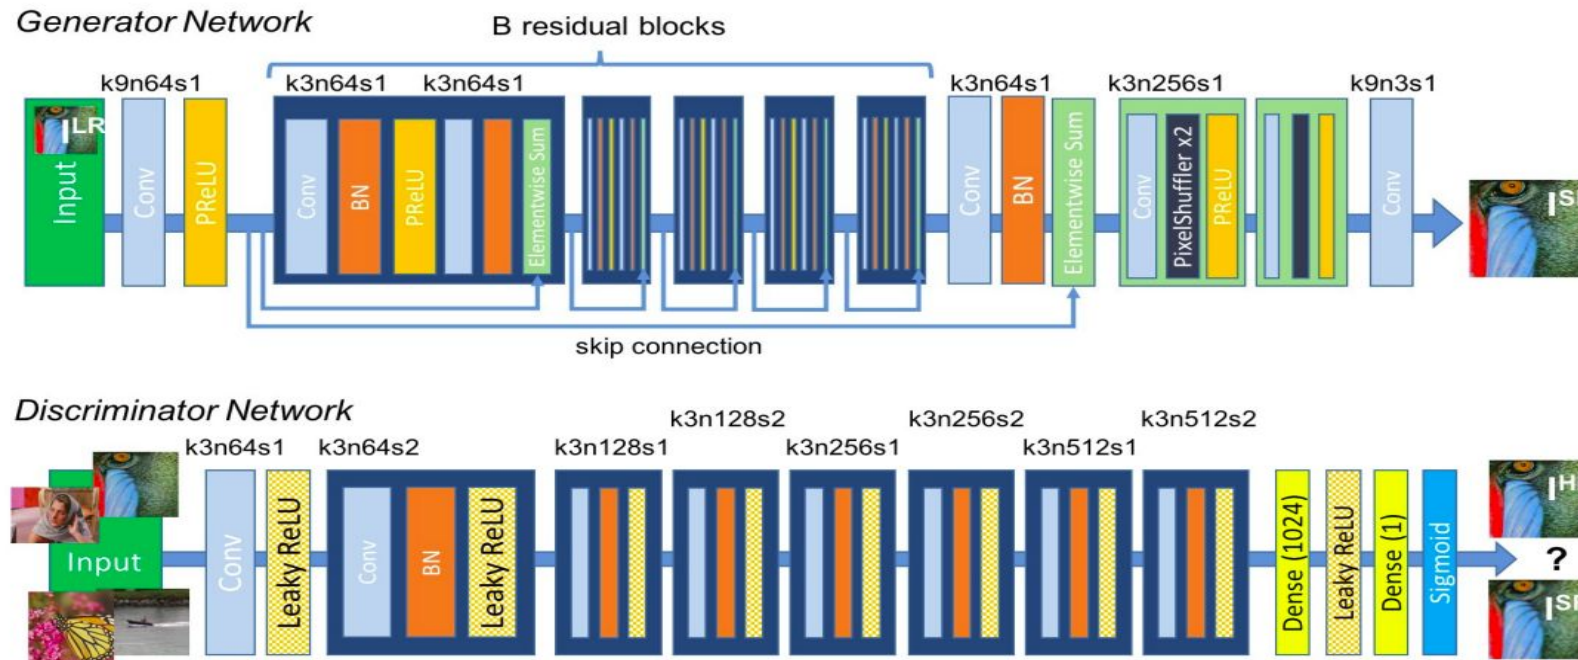 Generator Network
B residual blocks
k9n64s1
k3n64s1
k3n64s1
k3n64s1
k3n256s1
k9n3s1
I^LR
Input
Conv
PReLU
Conv
BN
PReLU
Elementwise Sum
Conv
BN
Elementwise Sum
Conv
PixelShuffler x2
PReLU
Conv
skip connection
Discriminator Network
k3n64s1
k3n64s2
k3n128s1
k3n128s2
k3n256s1
k3n256s2
k3n512s1
k3n512s2
Input
Conv
Leaky ReLU
Conv
BN
Leaky ReLU
Dense (1024)
Leaky ReLU
Dense (1)
Sigmoid
?